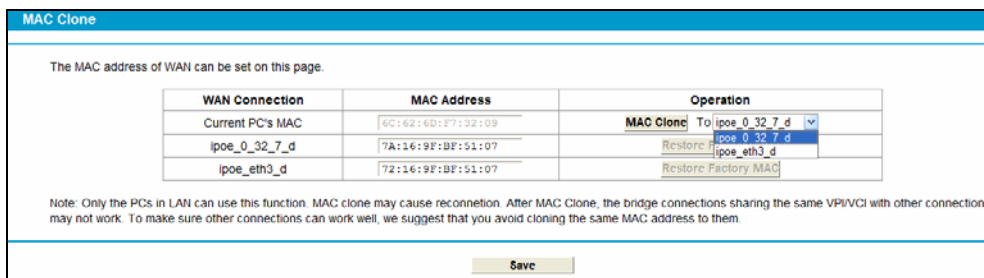 MAC Clone
The MAC address of WAN can be set on this page.
WAN Connection MAC Address Operation
Current PC's MAC 6C:62:6D:F7:32:09 MAC Clone To ipoe_0_32_7_d
ipoe_0_32_7_d
ipoe_0_32_7_d 7A:16:9F:BF:51:07 Restore
ipoe_eth3_d
ipoe_eth3_d 72:16:9F:BF:51:07 Restore Factory MAC
Note: Only the PCs in LAN can use this function. MAC clone may cause reconnetion. After MAC Clone, the bridge connections sharing the same VPI/VCI with other connection
may not work. To make sure other connections can work well, we suggest that you avoid cloning the same MAC address to them.
Save